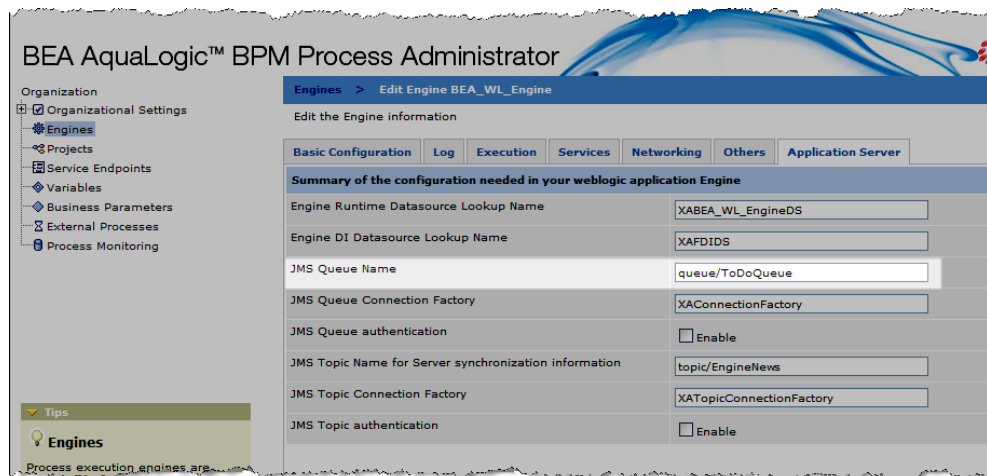 BEA AquaLogic™ BPM Process Administrator
Organization
Organizational Settings
Engines
Projects
Service Endpoints
Variables
Business Parameters
External Processes
Process Monitoring
Tips
Engines
Process execution engines are
Engines > Edit Engine BEA_WL_Engine
Edit the Engine information
Basic Configuration Log Execution Services Networking Others Application Server
Summary of the configuration needed in your weblogic application Engine
Engine Runtime Datasource Lookup Name XABEA_WL_EngineDS
Engine DI Datasource Lookup Name XAFDIDS
JMS Queue Name queue/ToDoQueue
JMS Queue Connection Factory XAConnectionFactory
JMS Queue authentication Enable
JMS Topic Name for Server synchronization information topic/EngineNews
JMS Topic Connection Factory XATopicConnectionFactory
JMS Topic authentication Enable